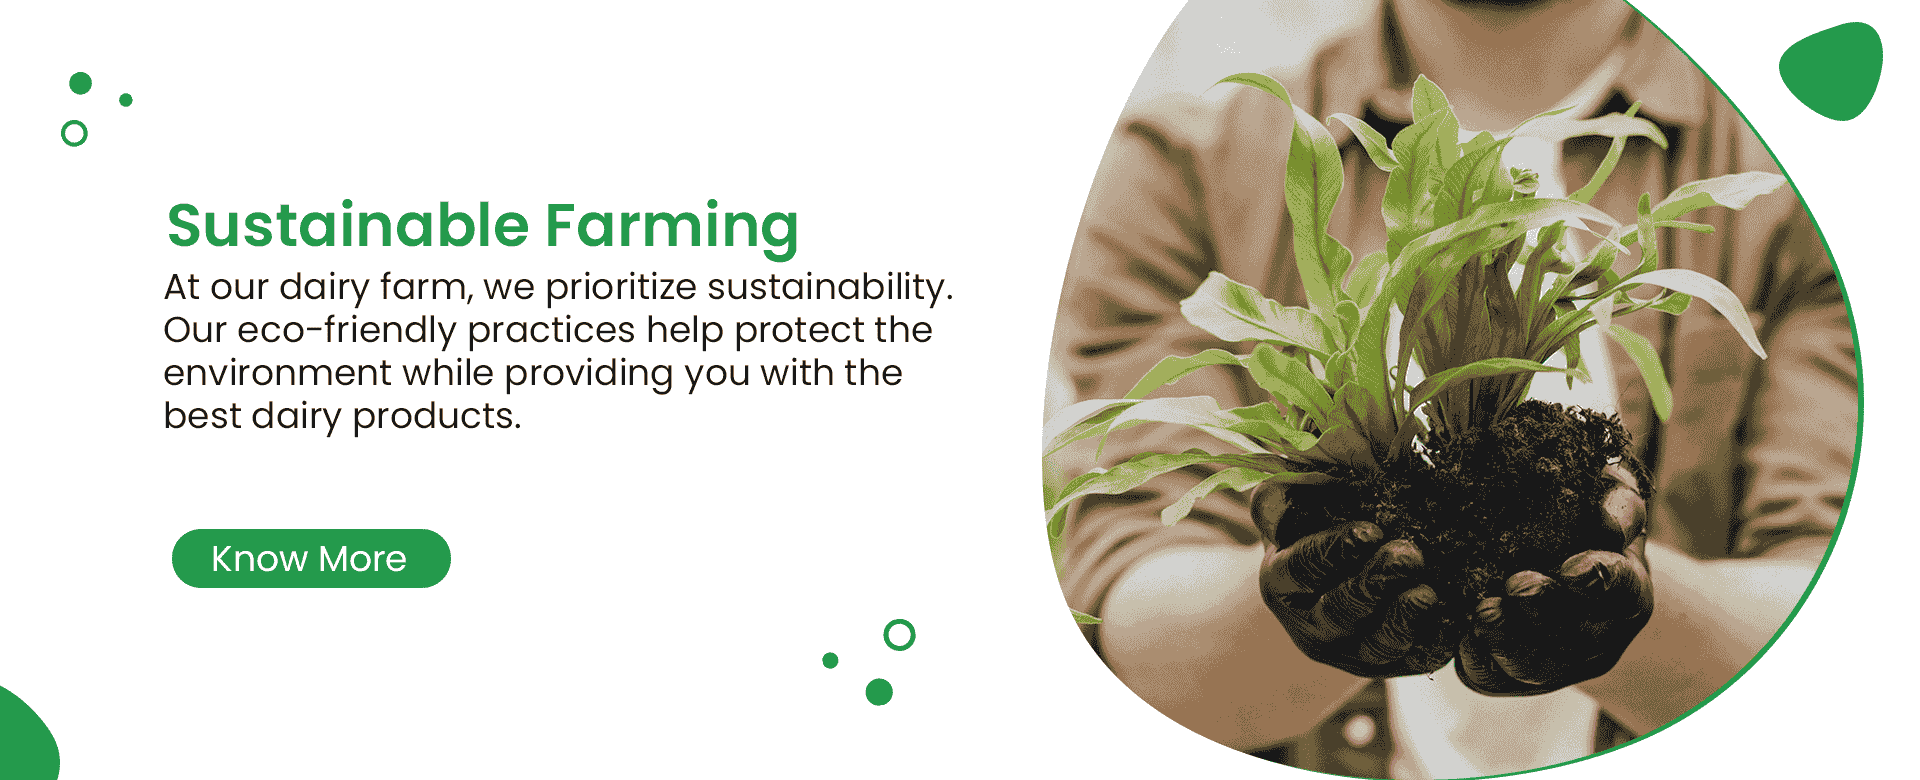 Sustainable Farming
At our dairy farm, we prioritize sustainability.
Our eco-friendly practices help protect the
environment while providing you with the
best dairy products.
Know More